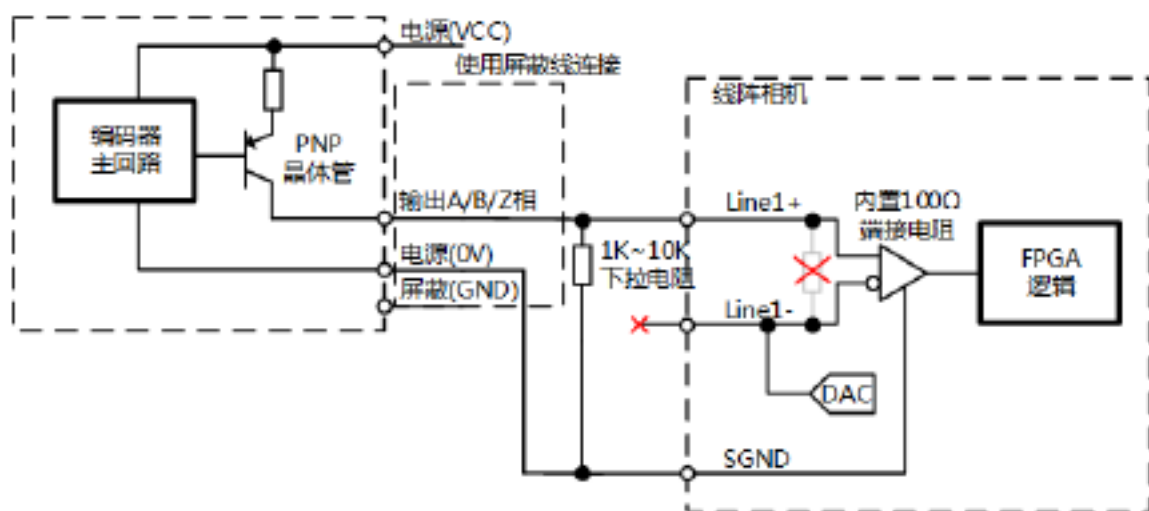 电源(VCC)
使用屏蔽线连接
线阵相机
编码器
主回路
PNP
晶体管
输出A/B/Z相
Line1+
内置100Ω
端接电阻
1K~10K
下拉电阻
电源(0V)
屏蔽(GND)
FPGA
逻辑
Line1-
DAC
SGND